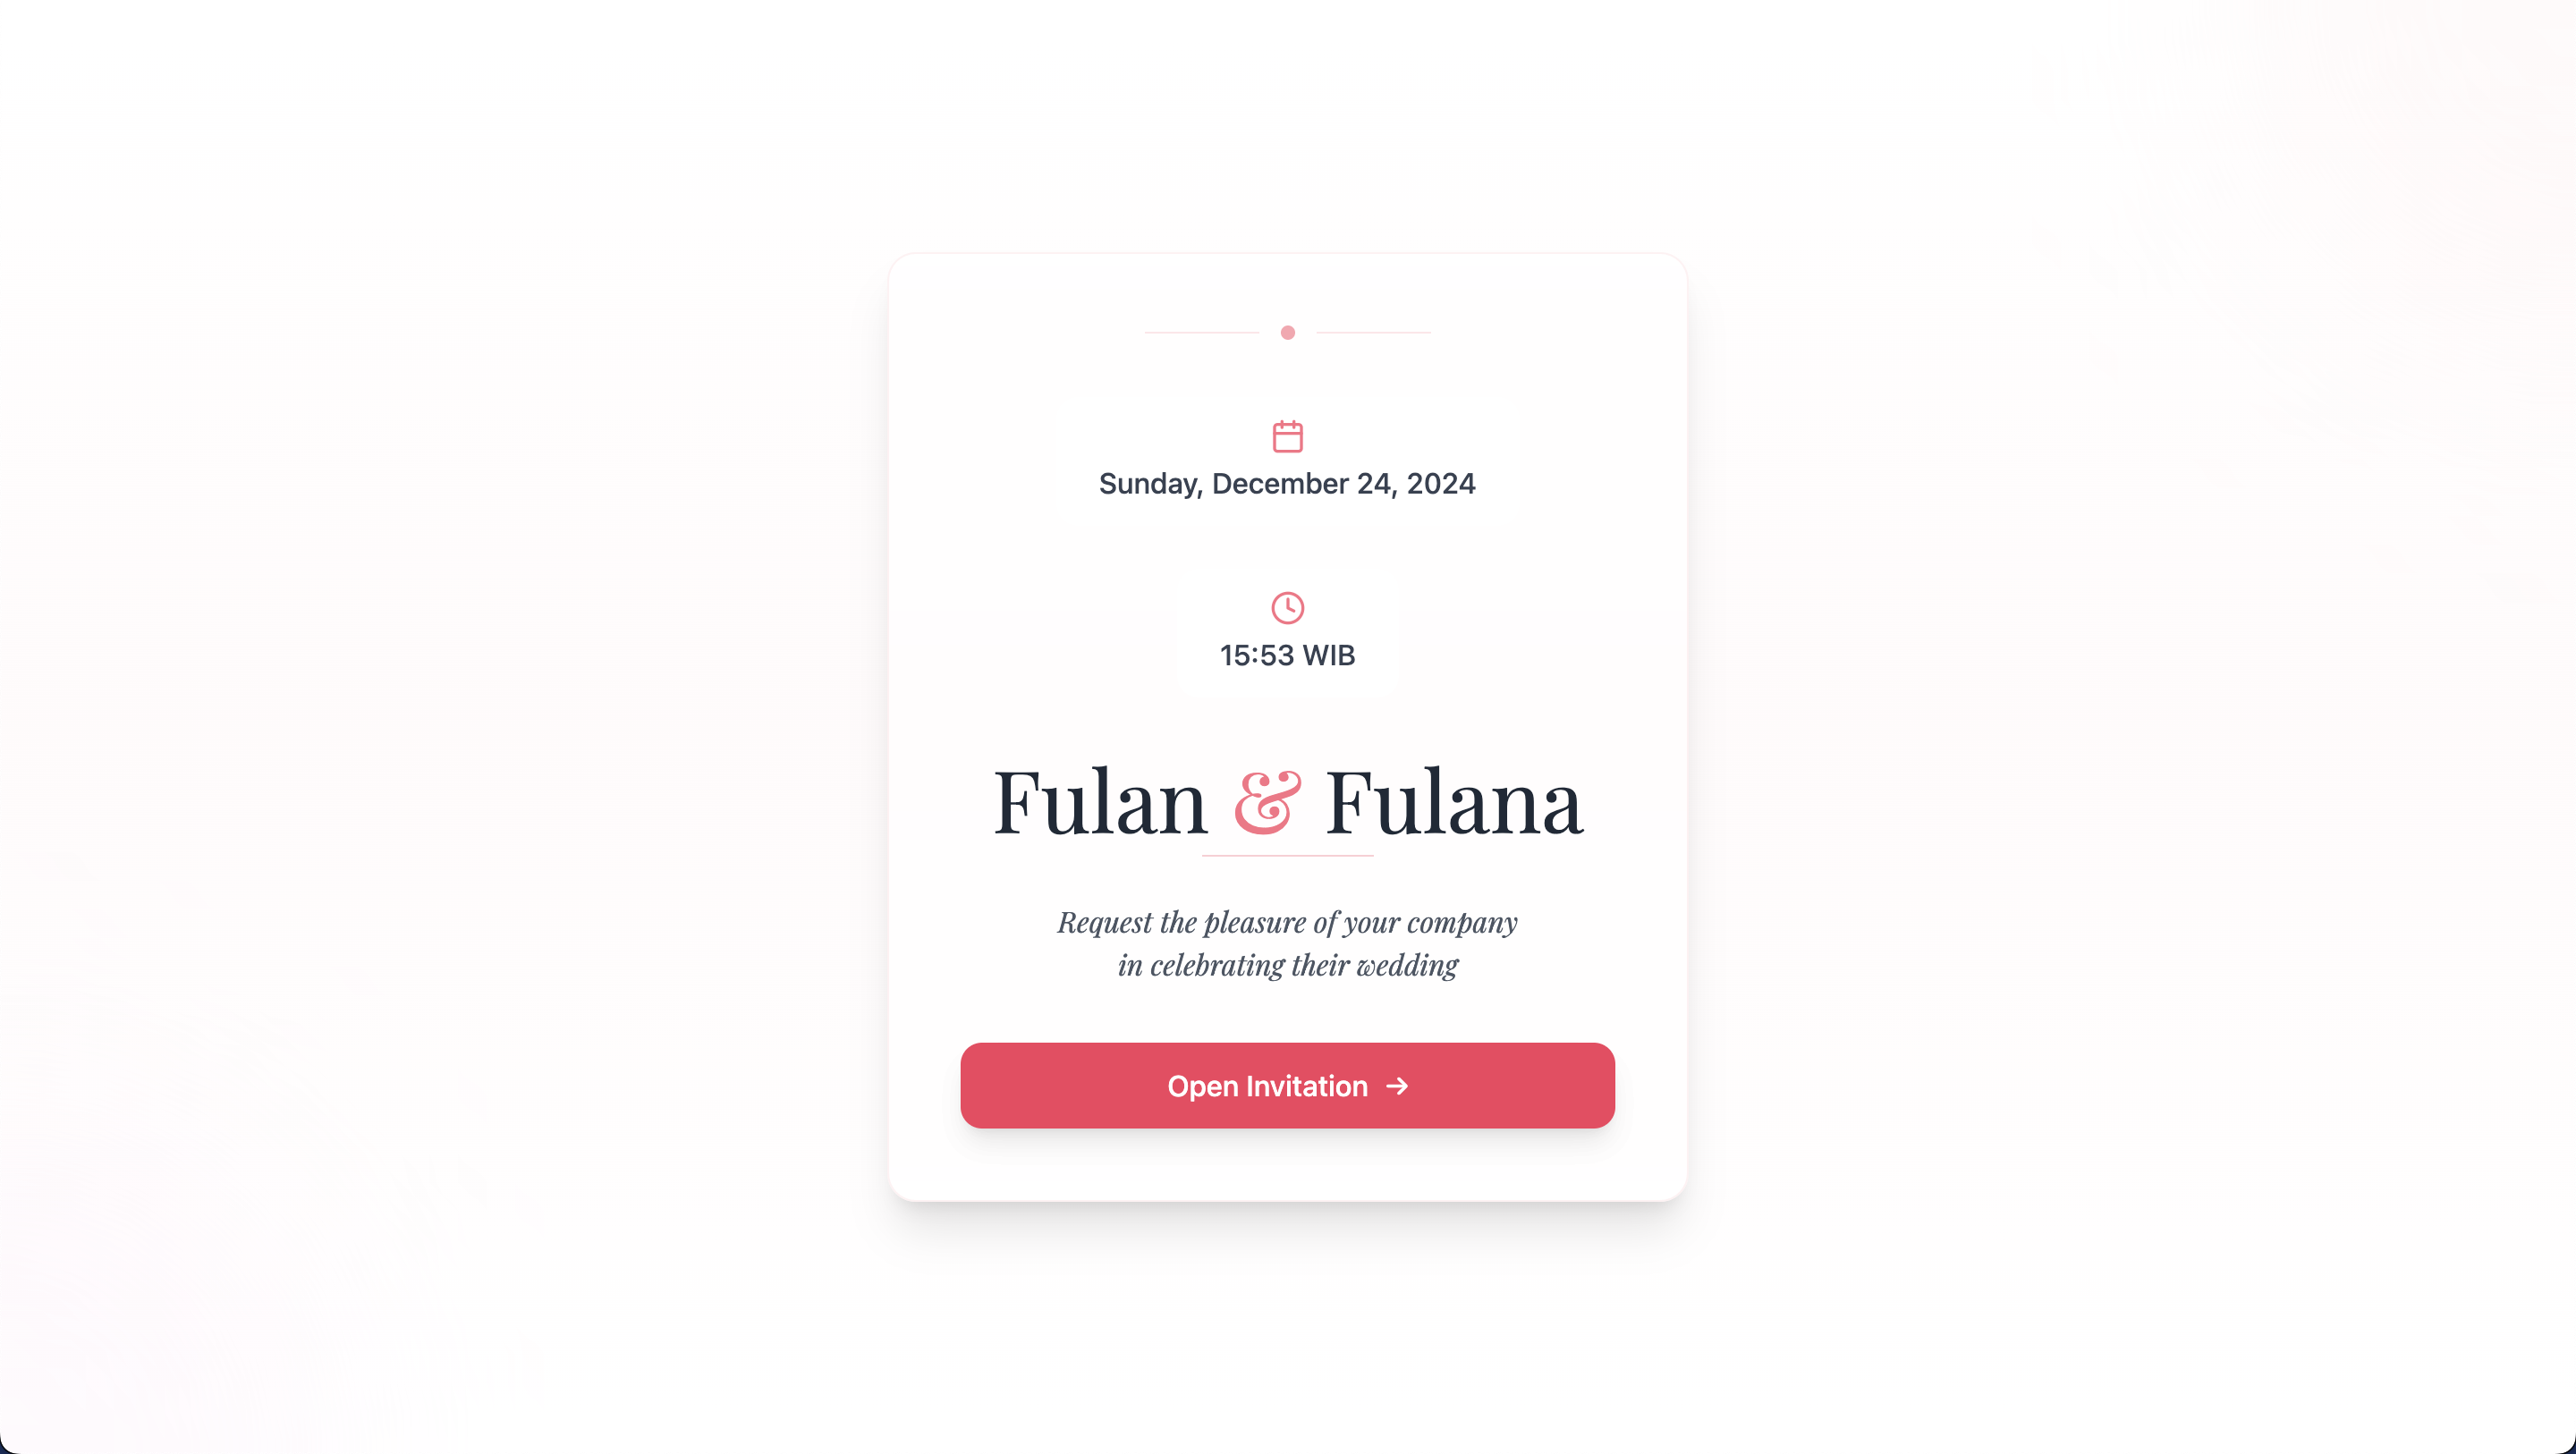 Sunday, December 24, 2024
15:53 WIB
Fulan & Fulana
Request the pleasure of your company
in celebrating their wedding
Open Invitation →